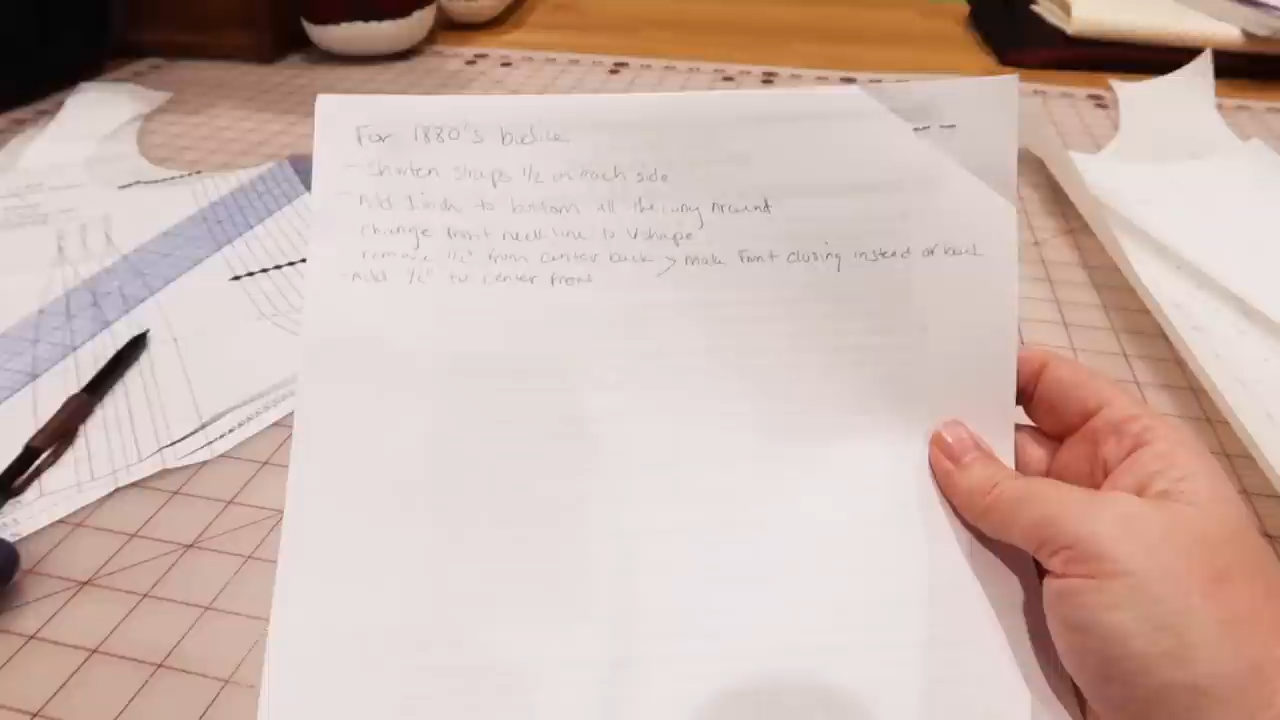 For 1880's bodice
- Shorten straps 1/2 on each side
- Add 1 inch to bottom all the way around
change front neckline to V shape
remove 1/2" from center back > make front closing instead of back
- Add 1/2" to center front